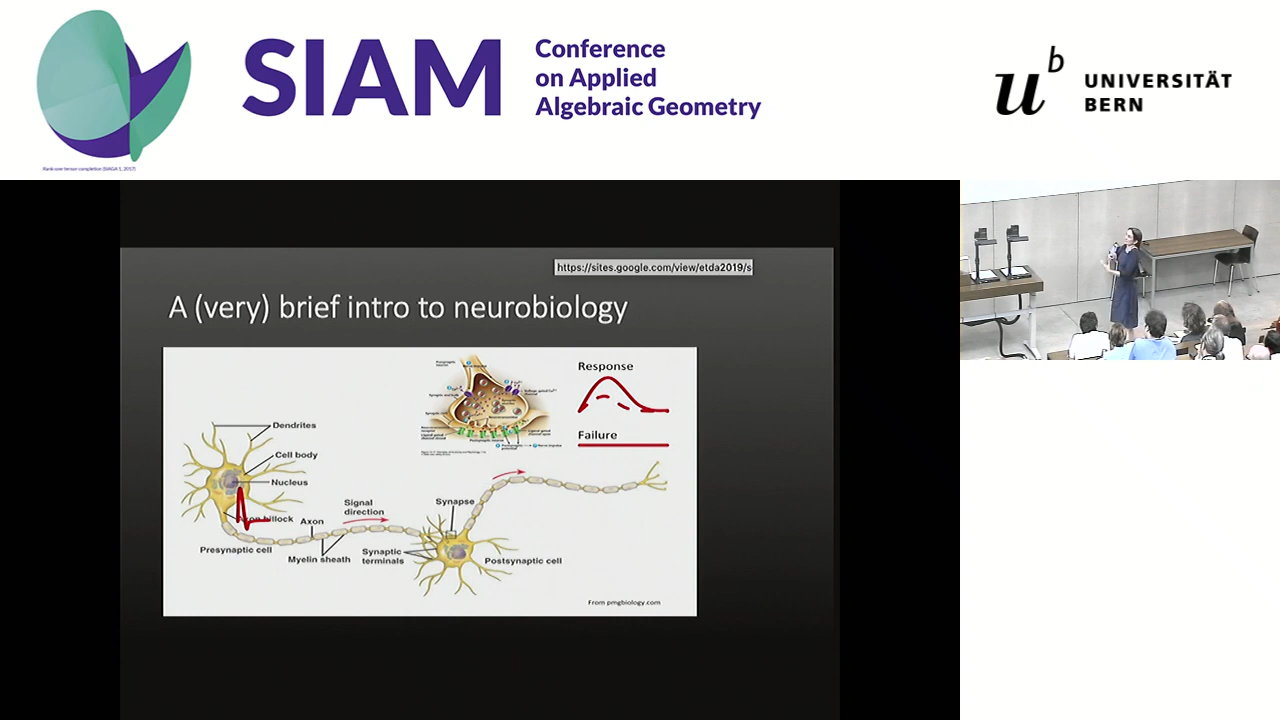 SIAM
Conference
on Applied
Algebraic Geometry
u
b
UNIVERSITÄT
BERN
https://sites.google.com/view/etda2019/s
A (very) brief intro to neurobiology
Response
Failure
Dendrites
Cell body
Nucleus
Axon hillock
Axon
Signal
direction
Synapse
Presynaptic cell
Myelin sheath
Synaptic
terminals
Postsynaptic cell
From pmgbiology.com